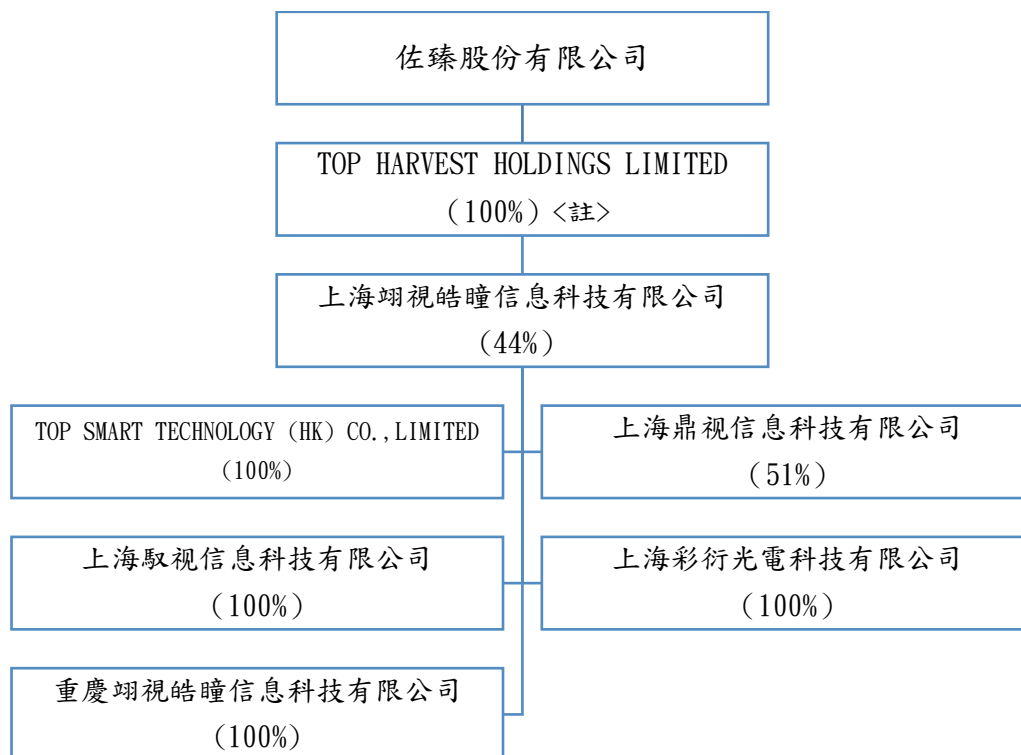 佐臻股份有限公司
TOP HARVEST HOLDINGS LIMITED
(100%)<註>
上海翊視皓瞳信息科技有限公司
(44%)
TOP SMART TECHNOLOGY (HK) CO.,LIMITED
(100%)
上海鼎视信息科技有限公司
(51%)
上海馭视信息科技有限公司
(100%)
上海彩衍光電科技有限公司
(100%)
重慶翊視皓瞳信息科技有限公司
(100%)